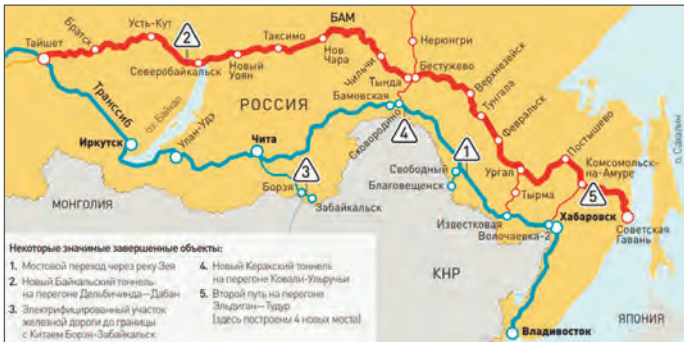 БАМ
Усть-Кут
Таксимо
Братск
Нерюнгри
Тайшет
2
Нов.
Чара
Новый
Уоян
Северобайкальск
Чильчи
Бестужево
Верхнезейск
Тында
оз. Байкал
РОССИЯ
Бамовская
Тунгала
Транссиб
Февральск
Постышево
о. Сахалин
Иркутск
Улан-Удэ
Чита
Сковородино
4
1
Комсомольск-
на-Амуре
Ургал
3
Свободный
5
Благовещенск
Тырма
Борзя
МОНГОЛИЯ
Забайкальск
Известковая
Хабаровск
Волочаевка-2
Советская
Гавань
КНР
ЯПОНИЯ
Владивосток
Некоторые значимые завершенные объекты:
1. Мостовой переход через реку Зея
2. Новый Байкальский тоннель
на перегоне Дельбичинда—Дабан
3. Электрифицированный участок
железной дороги до границы
с Китаем Борзя-Забайкальск
4. Новый Керакский тоннель
на перегоне Ковали-Ульручьи
5. Второй путь на перегоне
Эльдиган—Тудур
(здесь построены 4 новых моста)